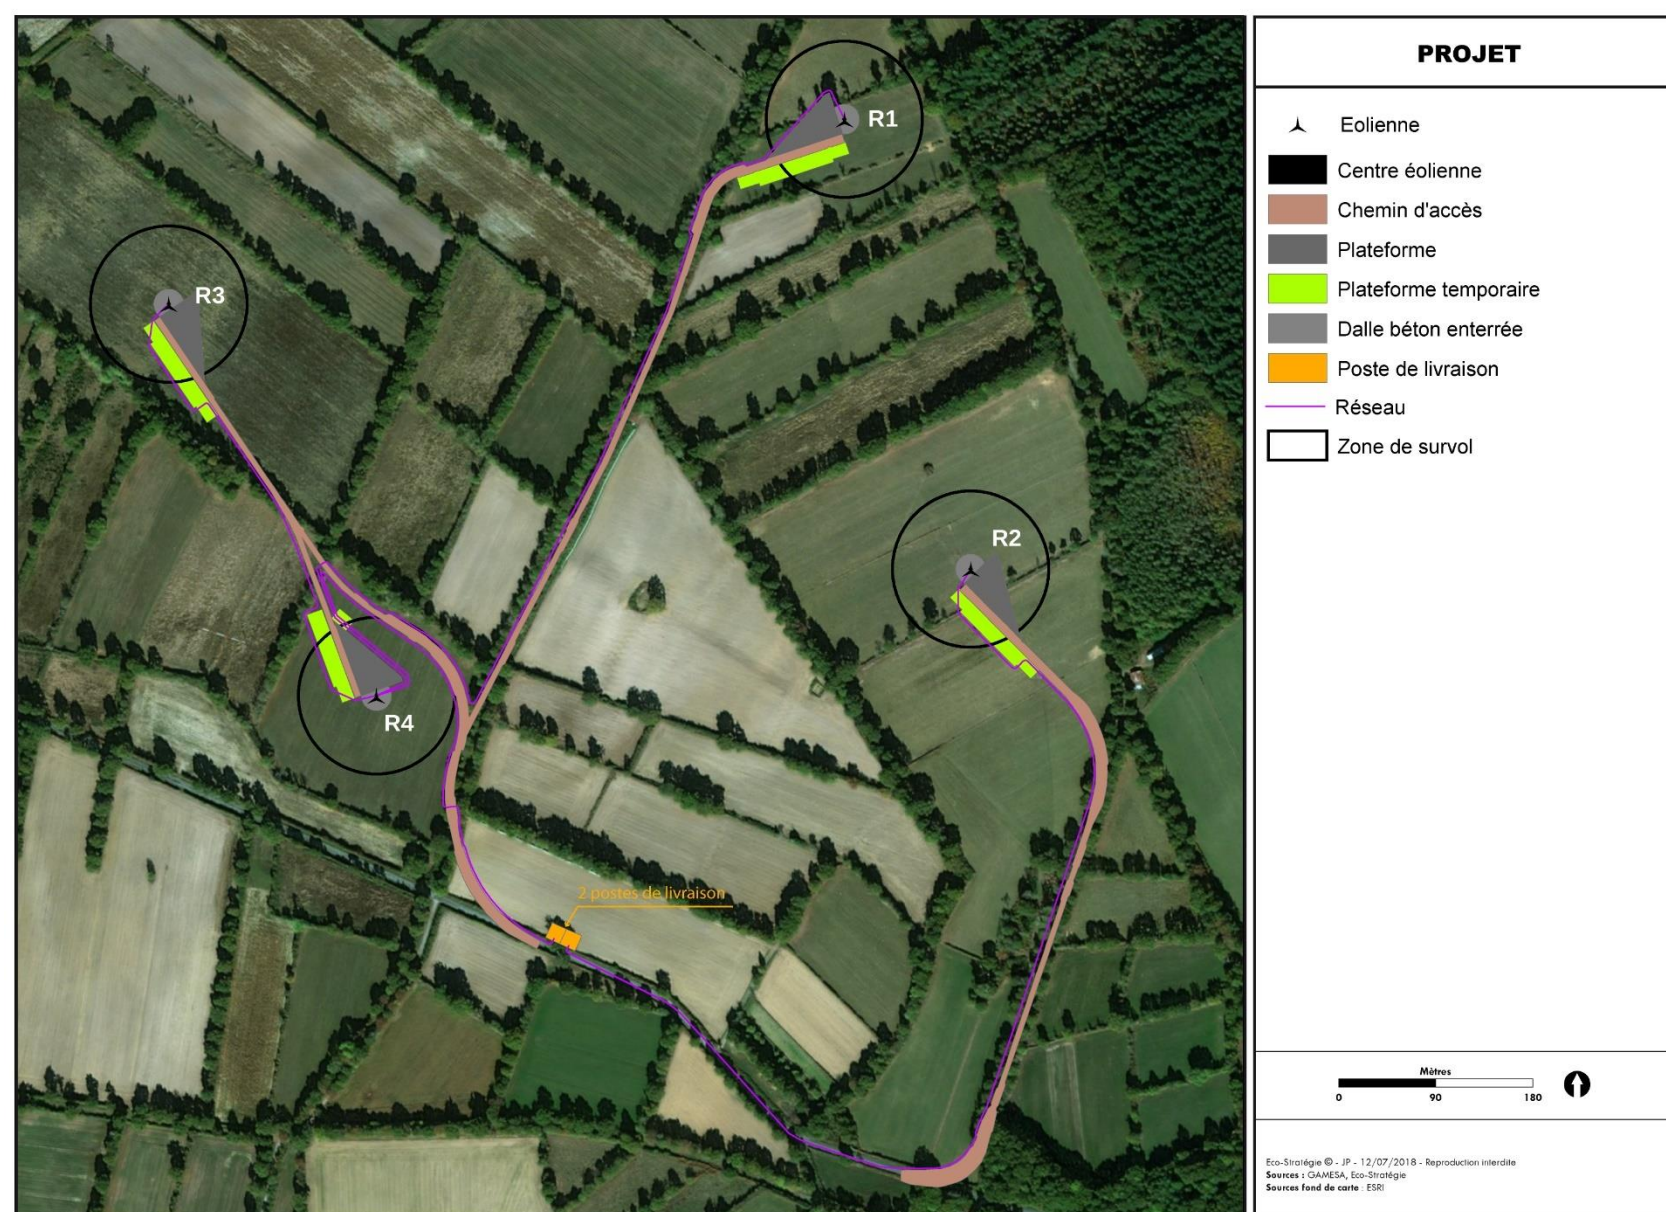 PROJET
Eolienne
Centre éolienne
Chemin d'accès
Plateforme
Plateforme temporaire
Dalle béton enterrée
Poste de livraison
Réseau
Zone de survol
R1
R3
R2
R4
2 postes de livraison
Mètres
0 90 180
Eco-Stratégie © - JP - 12/07/2018 - Reproduction interdite
Sources : GAMESA, Eco-Stratégie
Sources fond de carte : ESRI